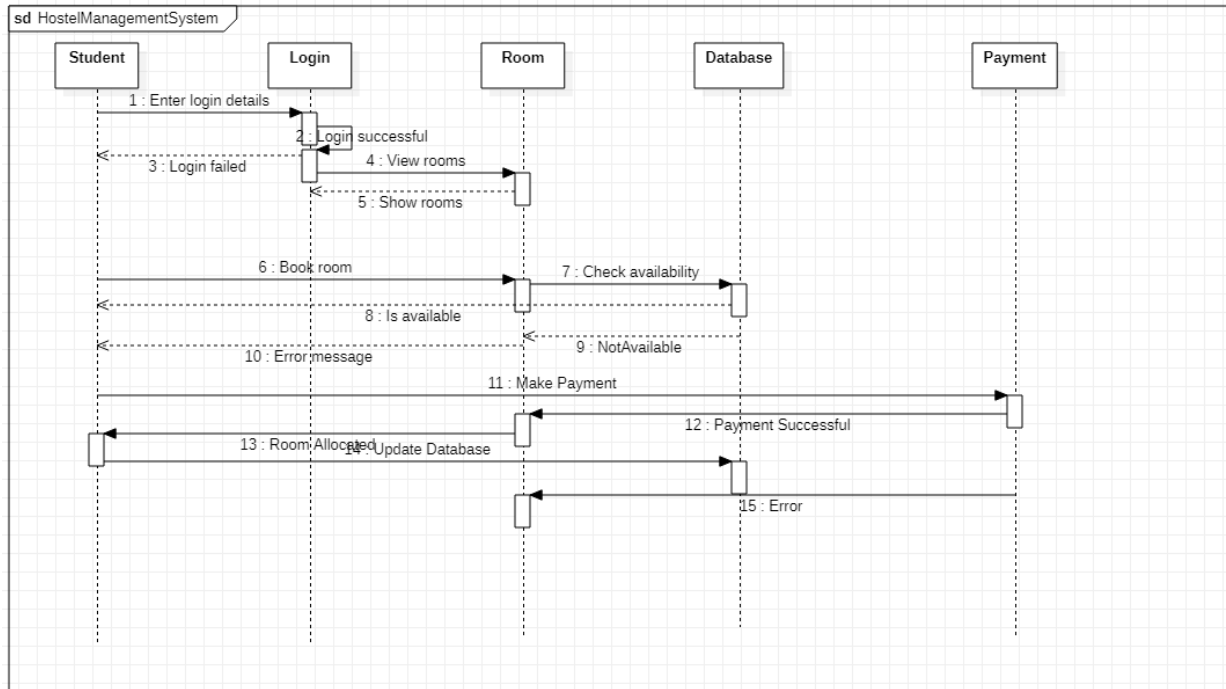 sd HostelManagementSystem
Student
Login
Room
Database
Payment
1 : Enter login details
2 : Login successful
3 : Login failed
4 : View rooms
5 : Show rooms
6 : Book room
7 : Check availability
8 : Is available
9 : NotAvailable
10 : Error message
11 : Make Payment
12 : Payment Successful
13 : Room Allocated
14 : Update Database
15 : Error